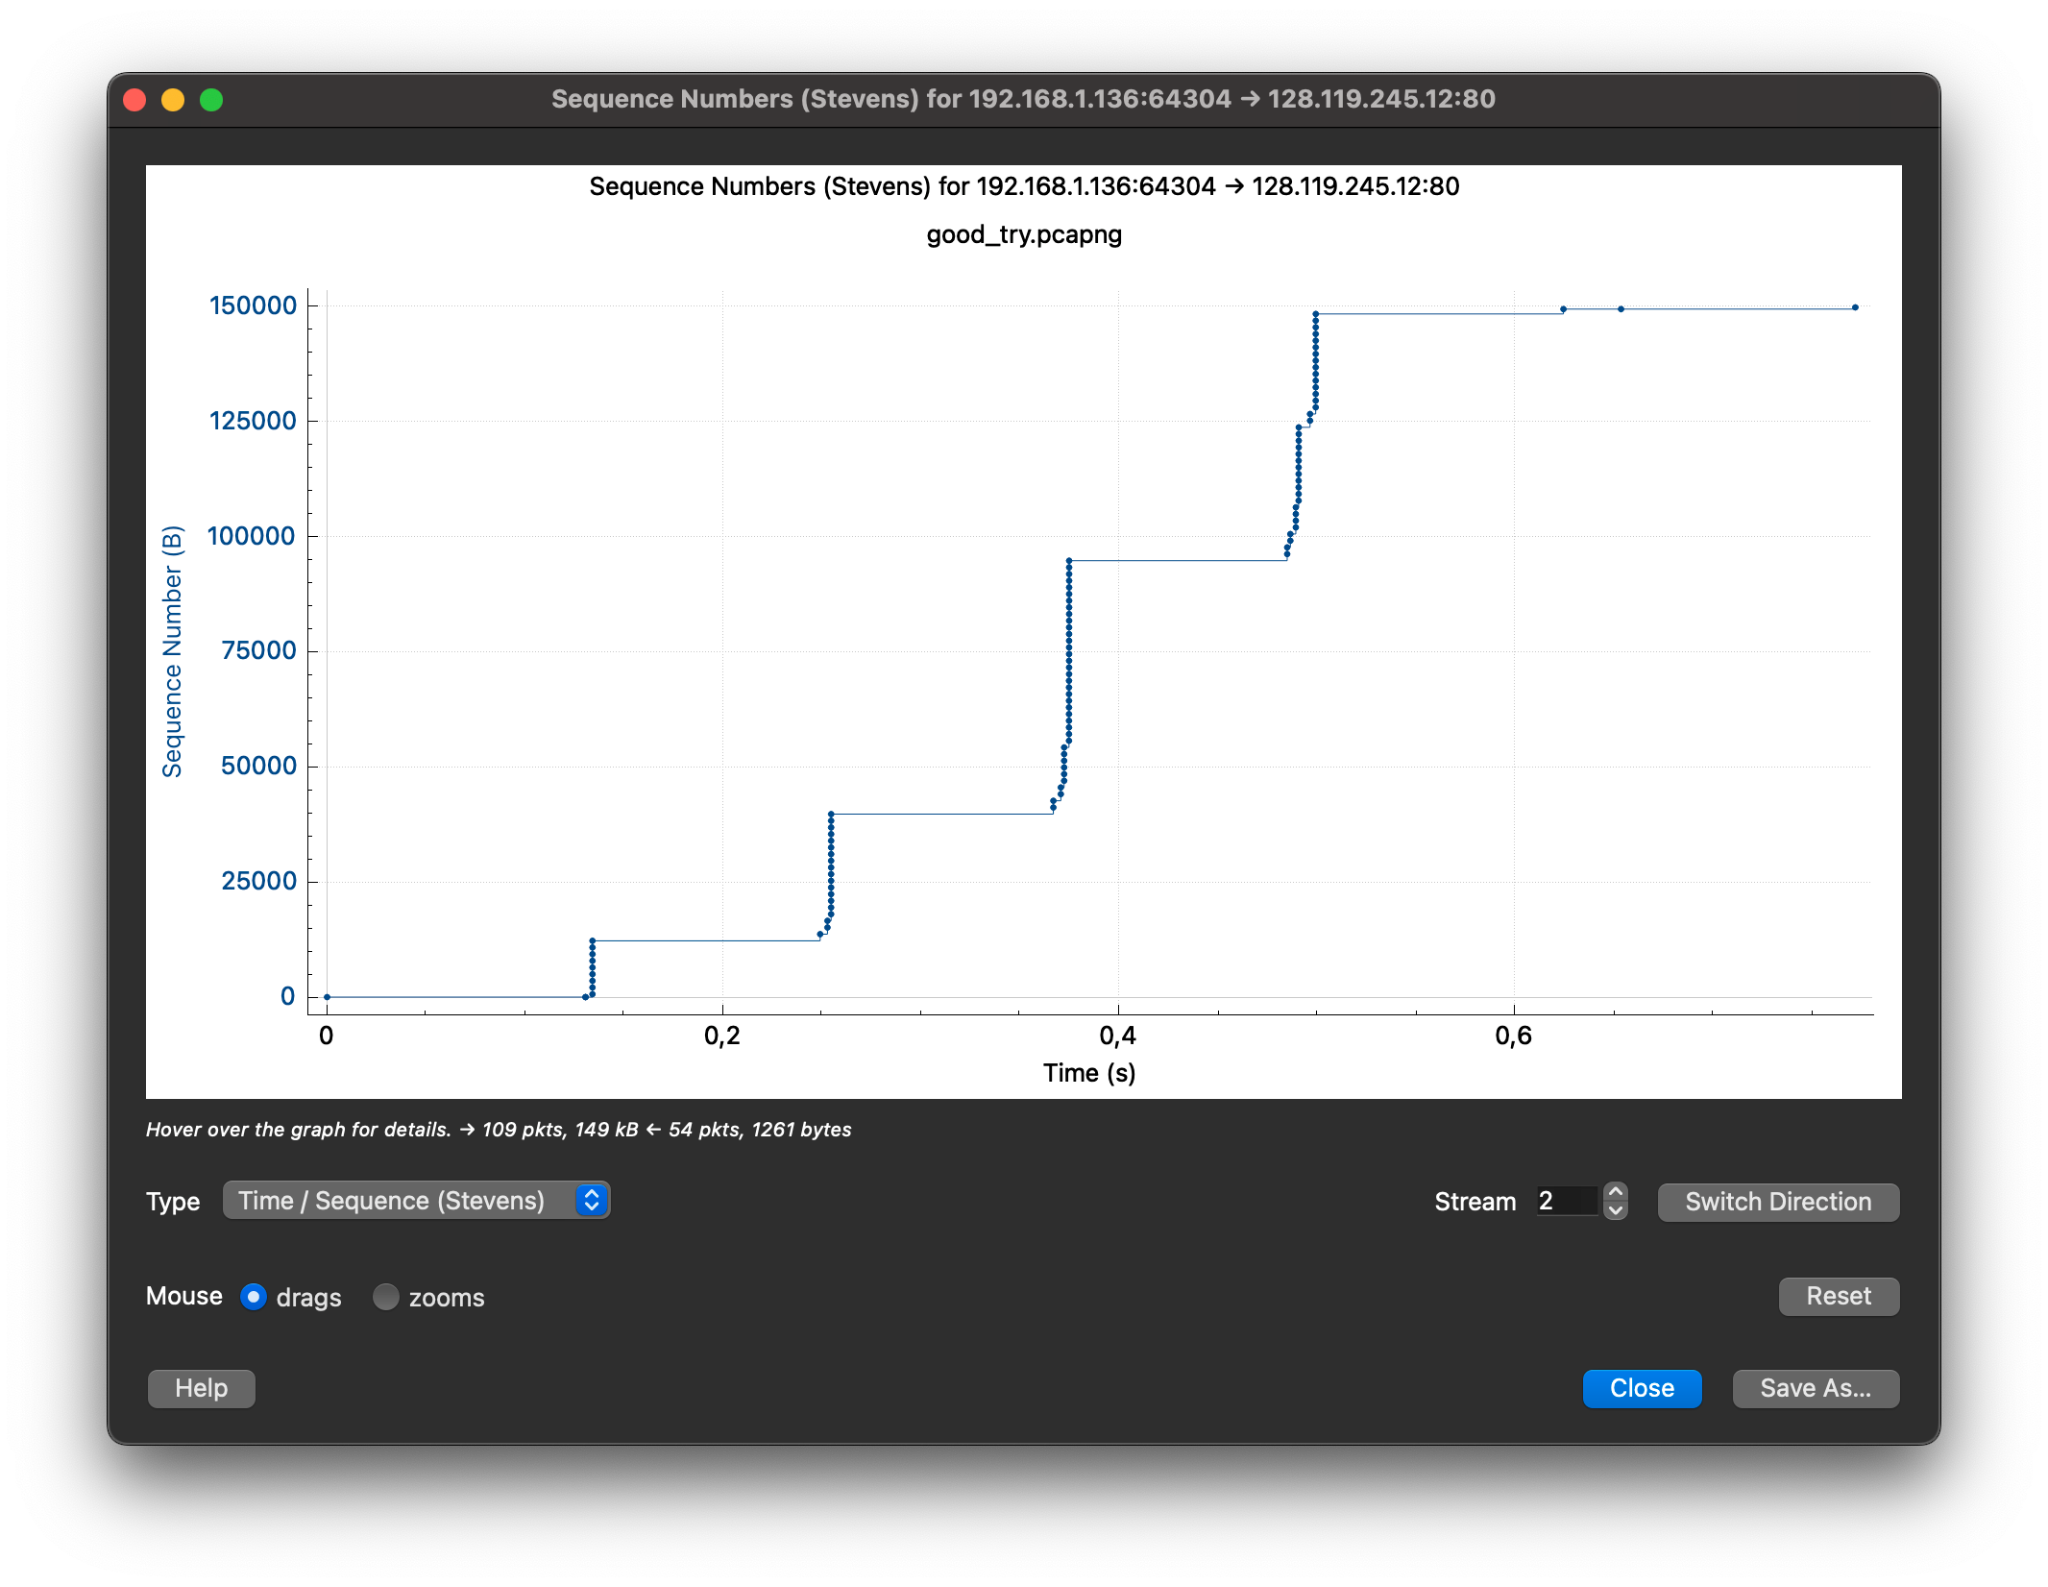 Sequence Numbers (Stevens) for 192.168.1.136:64304 → 128.119.245.12:80
Sequence Numbers (Stevens) for 192.168.1.136:64304 → 128.119.245.12:80
good_try.pcapng
150000
125000
100000
75000
50000
25000
0
Sequence Number (B)
0 0,2 0,4 0,6
Time (s)
Hover over the graph for details. → 109 pkts, 149 kB ← 54 pkts, 1261 bytes
Type Time / Sequence (Stevens) Stream 2 Switch Direction
Mouse drags zooms Reset
Help Close Save As...